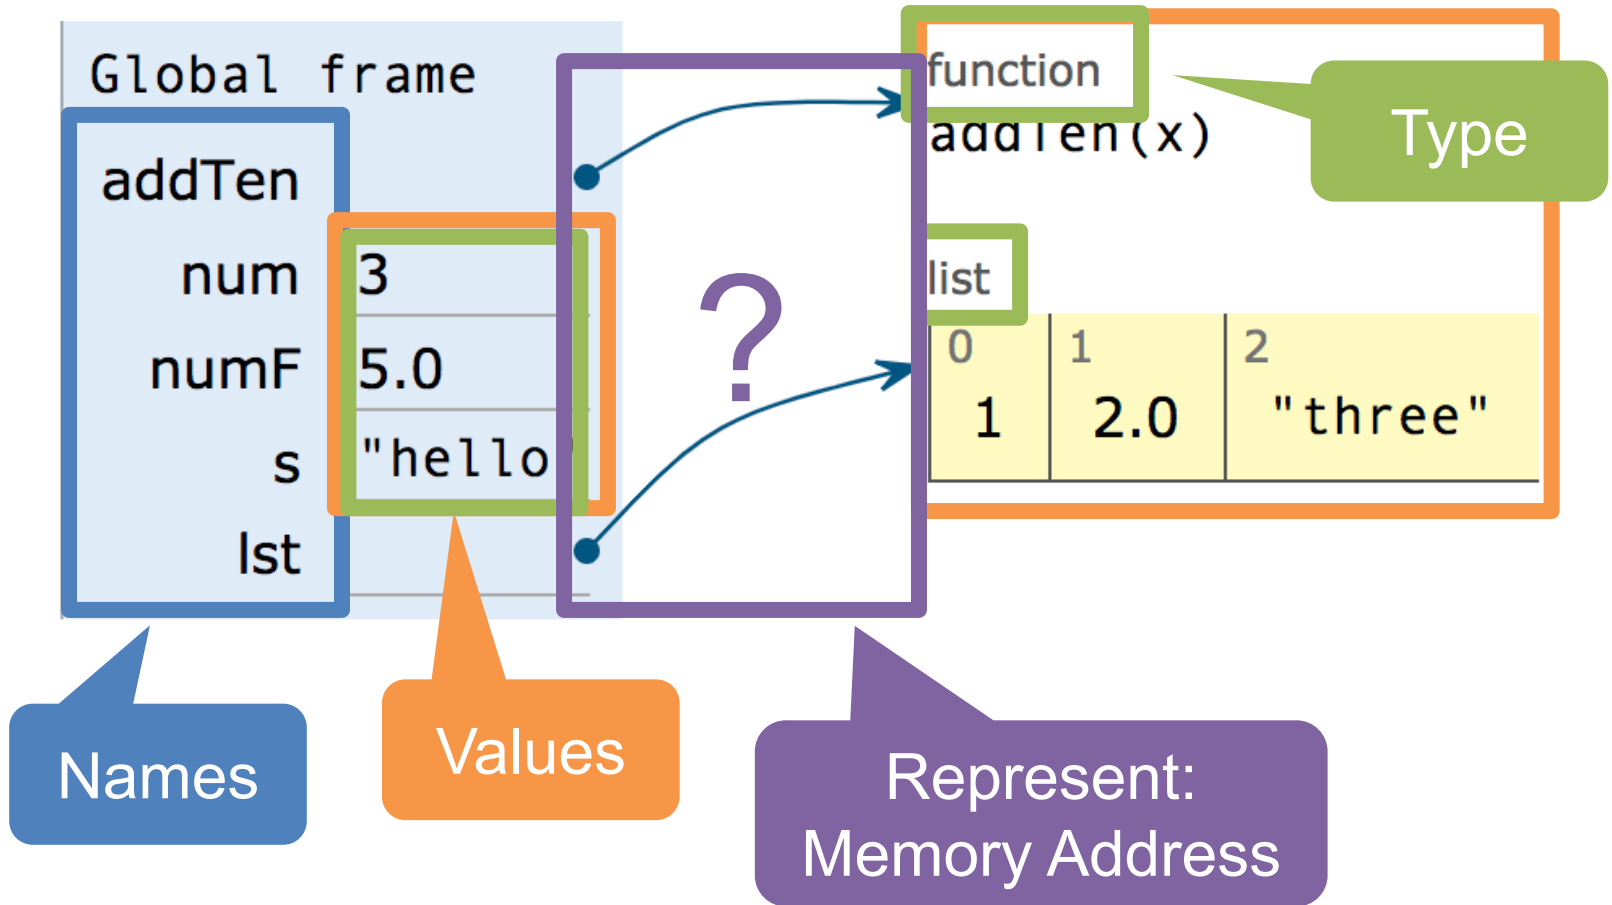 Global frame
function
addTen(x)
Type
addTen
num 3
list
numF 5.0
?
0 1 2
1 2.0 "three"
s "hello"
lst
Names
Values
Represent:
Memory Address